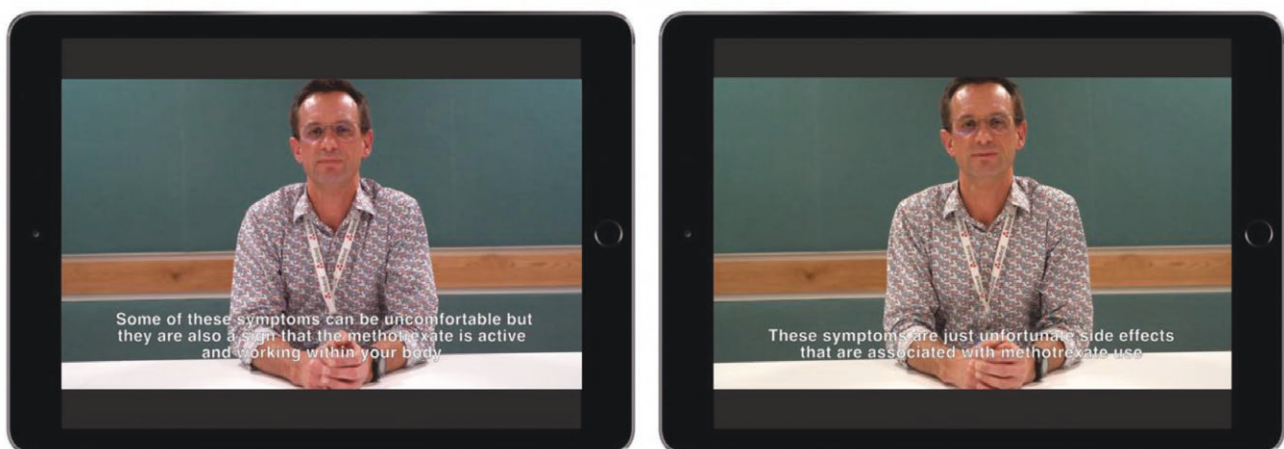 Some of these symptoms can be uncomfortable but
they are also a sign that the methotrexate is active
and working within your body
These symptoms are just unfortunate side effects
that are associated with methotrexate use